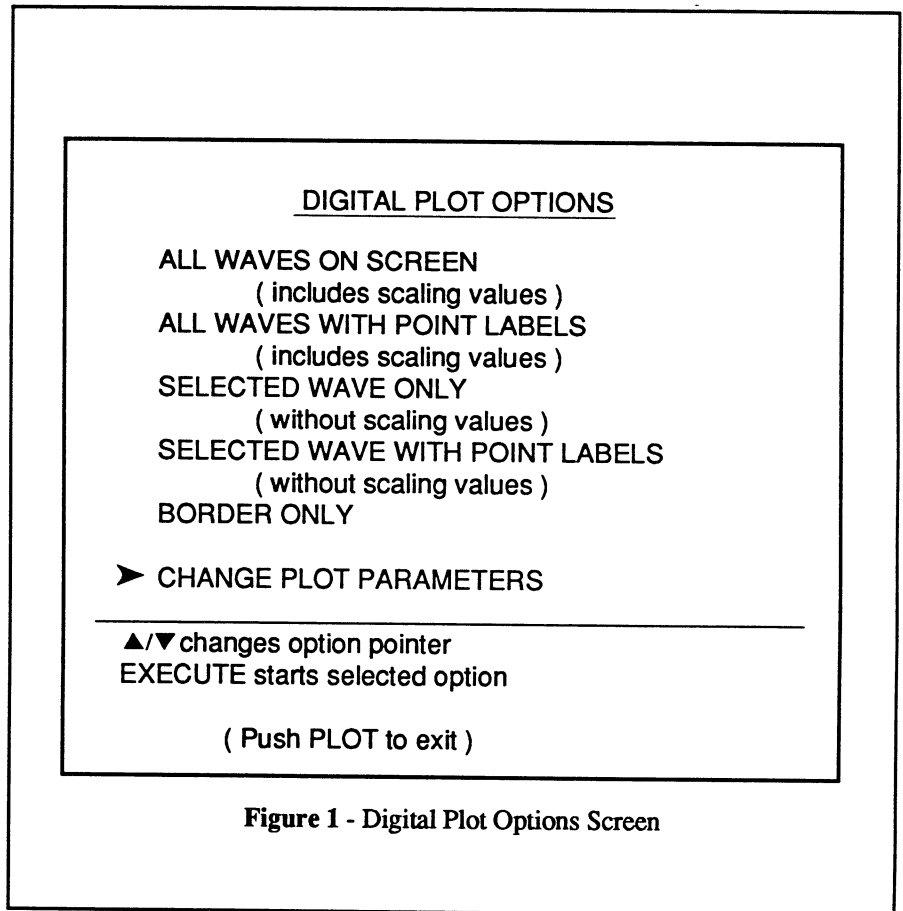 DIGITAL PLOT OPTIONS
ALL WAVES ON SCREEN
( includes scaling values )
ALL WAVES WITH POINT LABELS
( includes scaling values )
SELECTED WAVE ONLY
( without scaling values )
SELECTED WAVE WITH POINT LABELS
( without scaling values )
BORDER ONLY
➤ CHANGE PLOT PARAMETERS
▲/▼ changes option pointer
EXECUTE starts selected option
( Push PLOT to exit )
Figure 1 - Digital Plot Options Screen